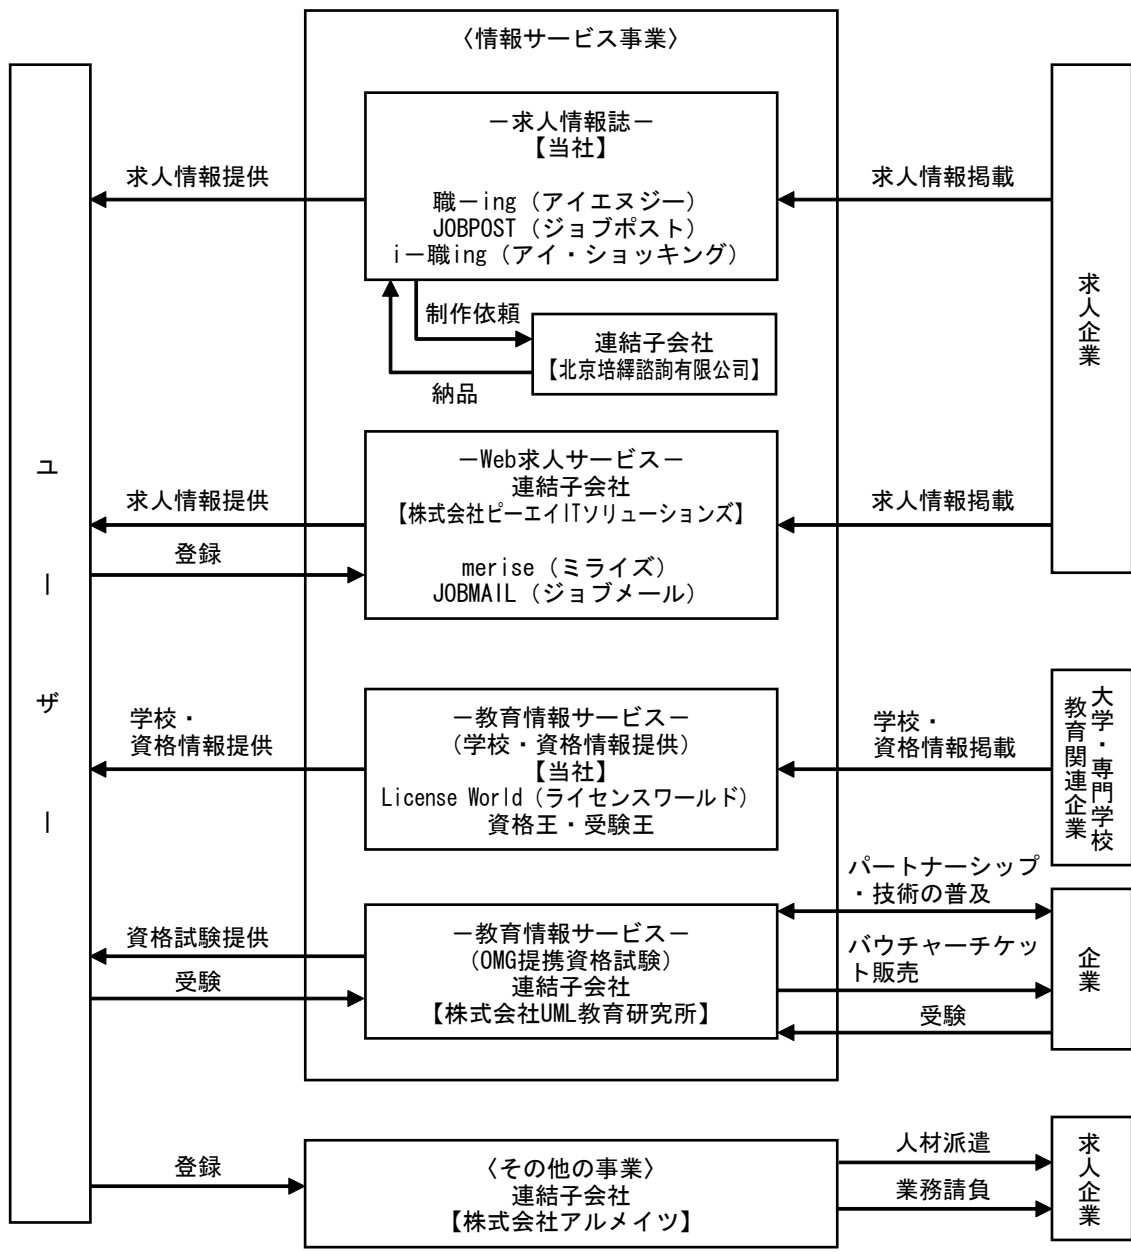 〈情報サービス事業〉
－求人情報誌－
【当社】
職－ing（アイエヌジー）
JOBPOST（ジョブポスト）
i－職ing（アイ・ショッキング）
求人情報提供
求人情報掲載
制作依頼
連結子会社
【北京培繹諮詢有限公司】
納品
求人企業
ユーザー
－Web求人サービス－
連結子会社
【株式会社ピーエイITソリューションズ】
merise（ミライズ）
JOBMAIL（ジョブメール）
求人情報提供
登録
求人情報掲載
－教育情報サービス－
（学校・資格情報提供）
【当社】
License World（ライセンスワールド）
資格王・受験王
学校・
資格情報提供
学校・
資格情報掲載
大学・専門学校
教育関連企業
－教育情報サービス－
（OMG提携資格試験）
連結子会社
【株式会社UML教育研究所】
資格試験提供
受験
パートナーシップ
・技術の普及
バウチャーチケッ
ト販売
受験
企業
登録
〈その他の事業〉
連結子会社
【株式会社アルメイツ】
人材派遣
業務請負
求人企業